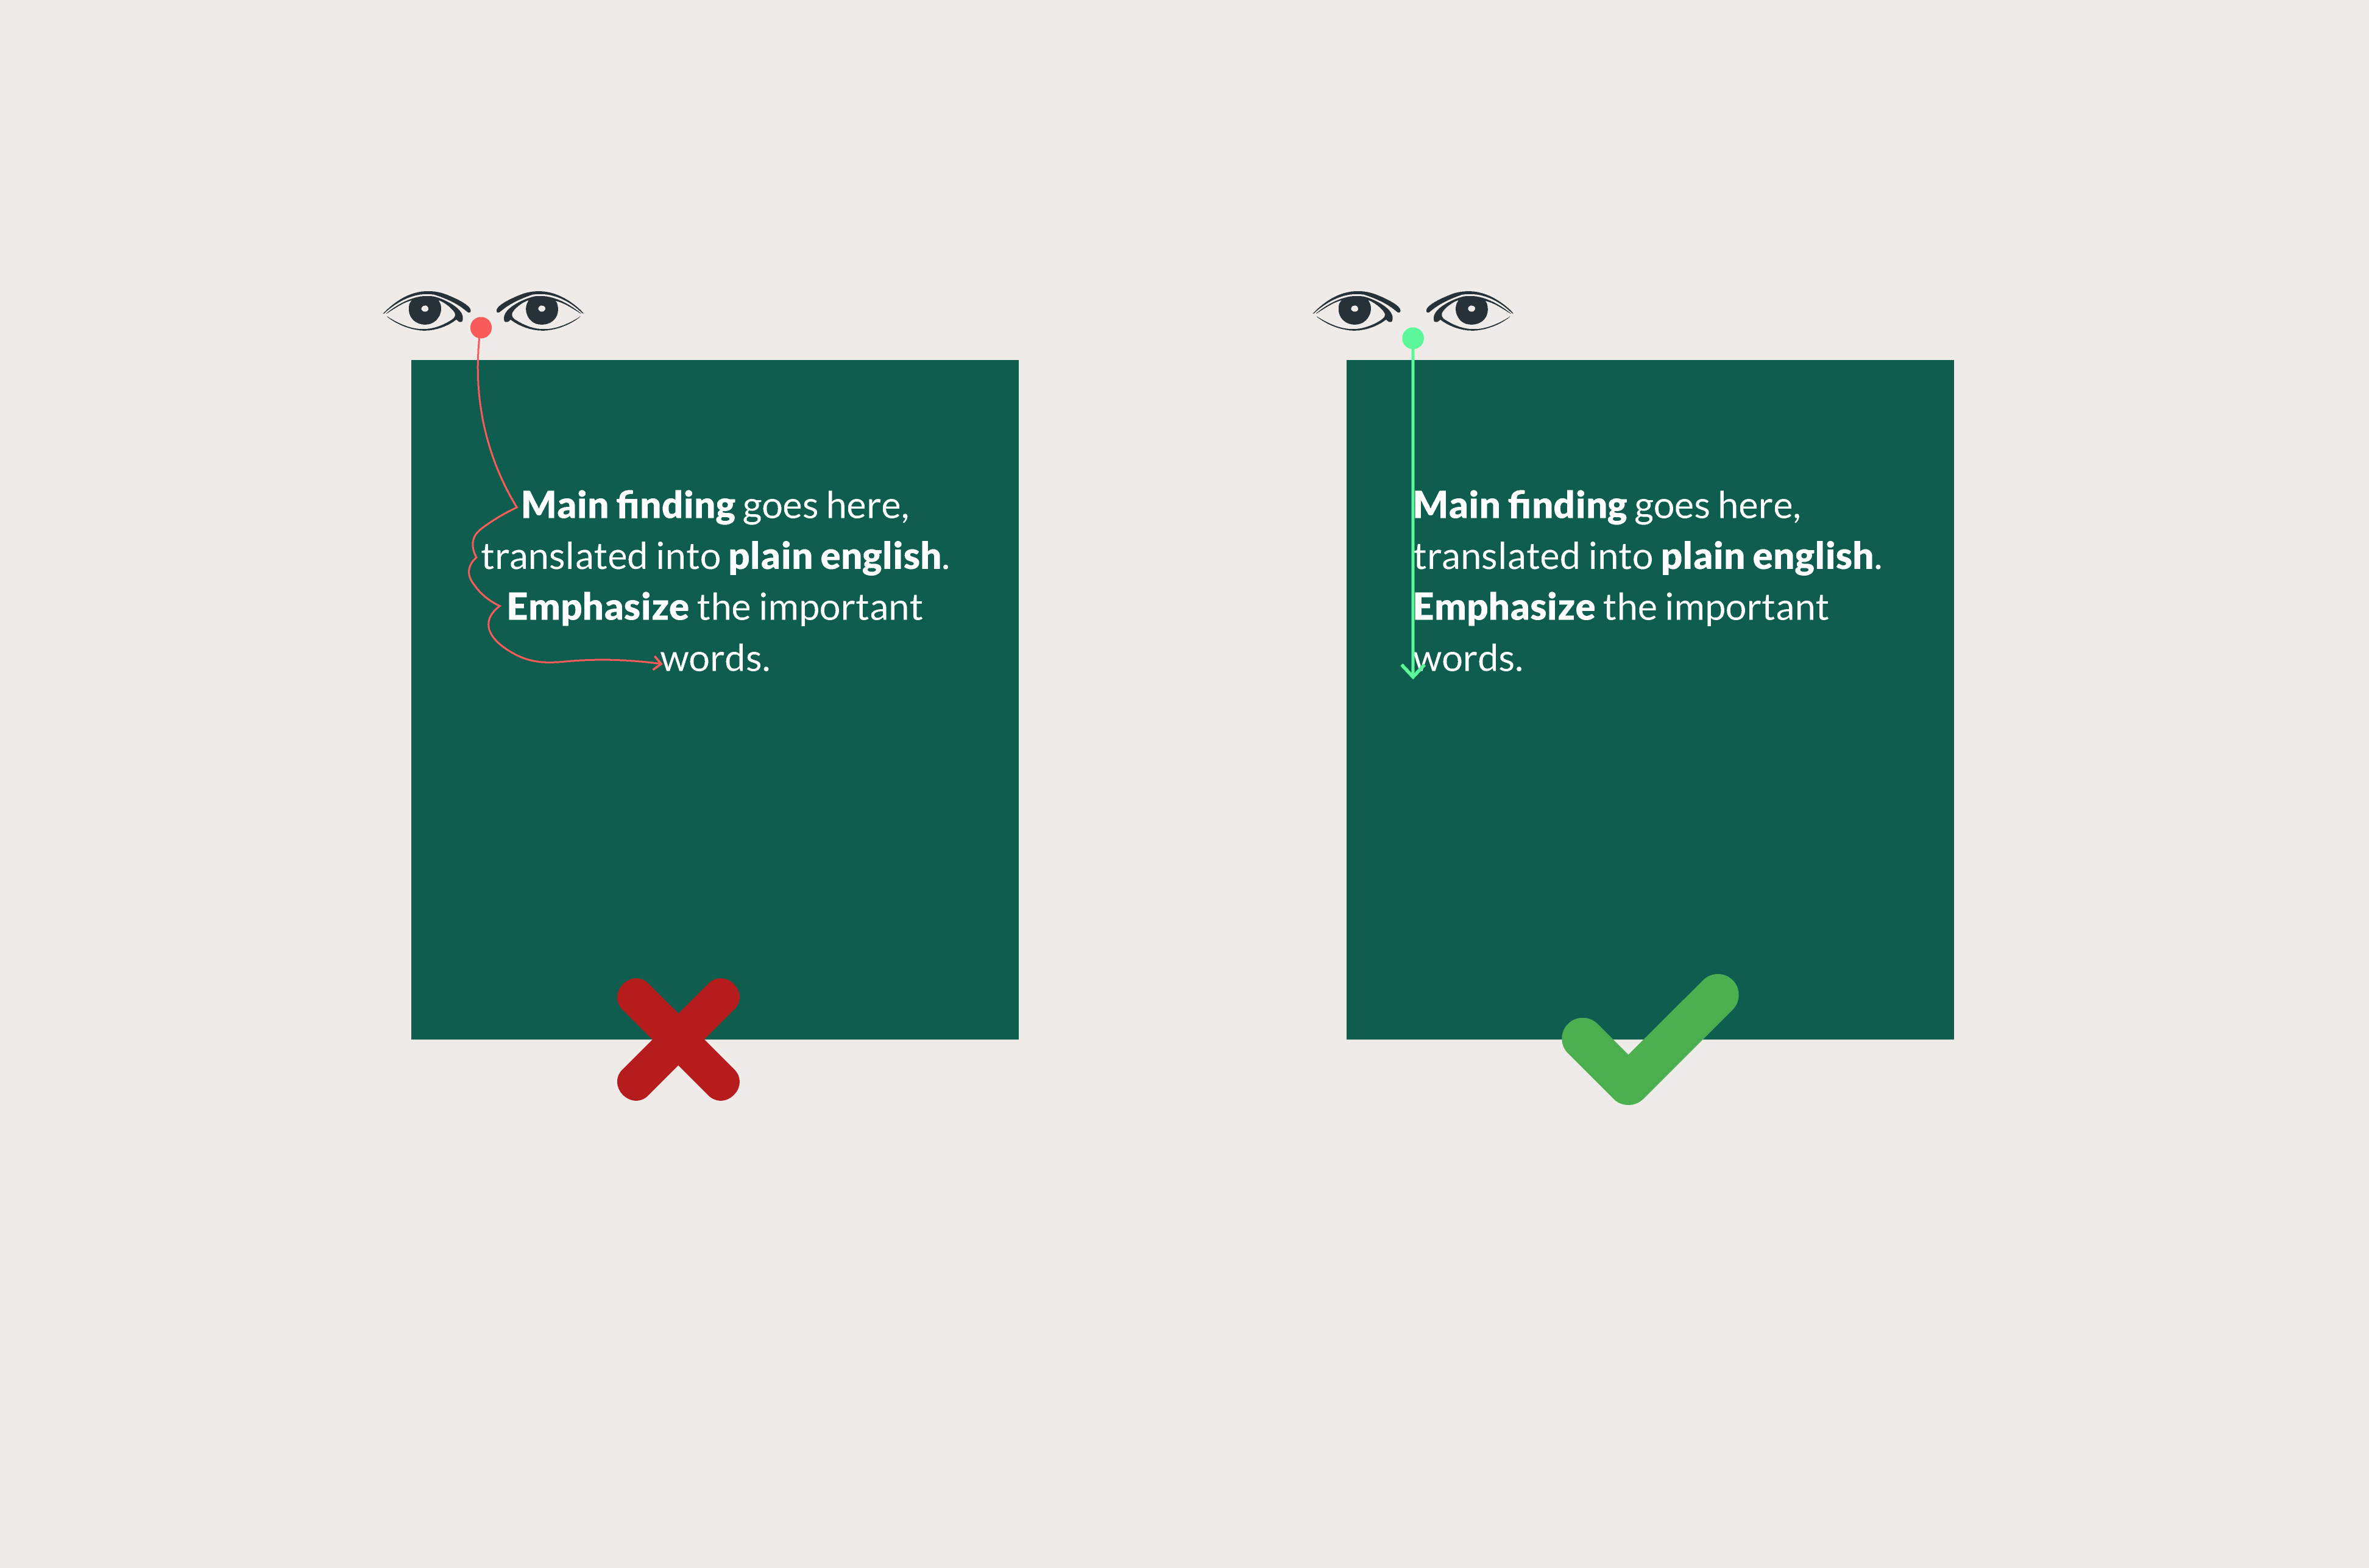 Main finding goes here,
translated into plain english.
Emphasize the important
words.
Main finding goes here,
translated into plain english.
Emphasize the important
words.